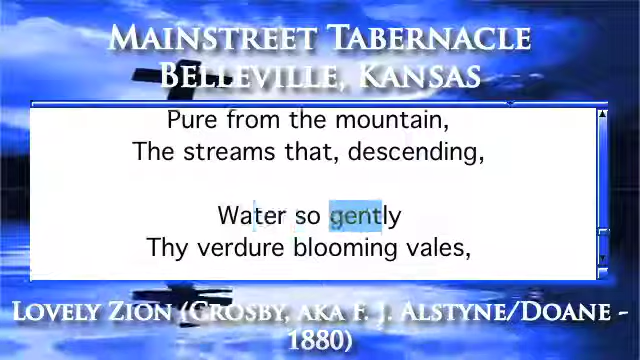 MAINSTREET TABERNACLE
BELLEVILLE, KANSAS
Pure from the mountain,
The streams that, descending,
Water so gently
Thy verdure blooming vales,
LOVELY ZION (CROSBY, AKA F. J. ALSTYNE/DOANE -
1880)